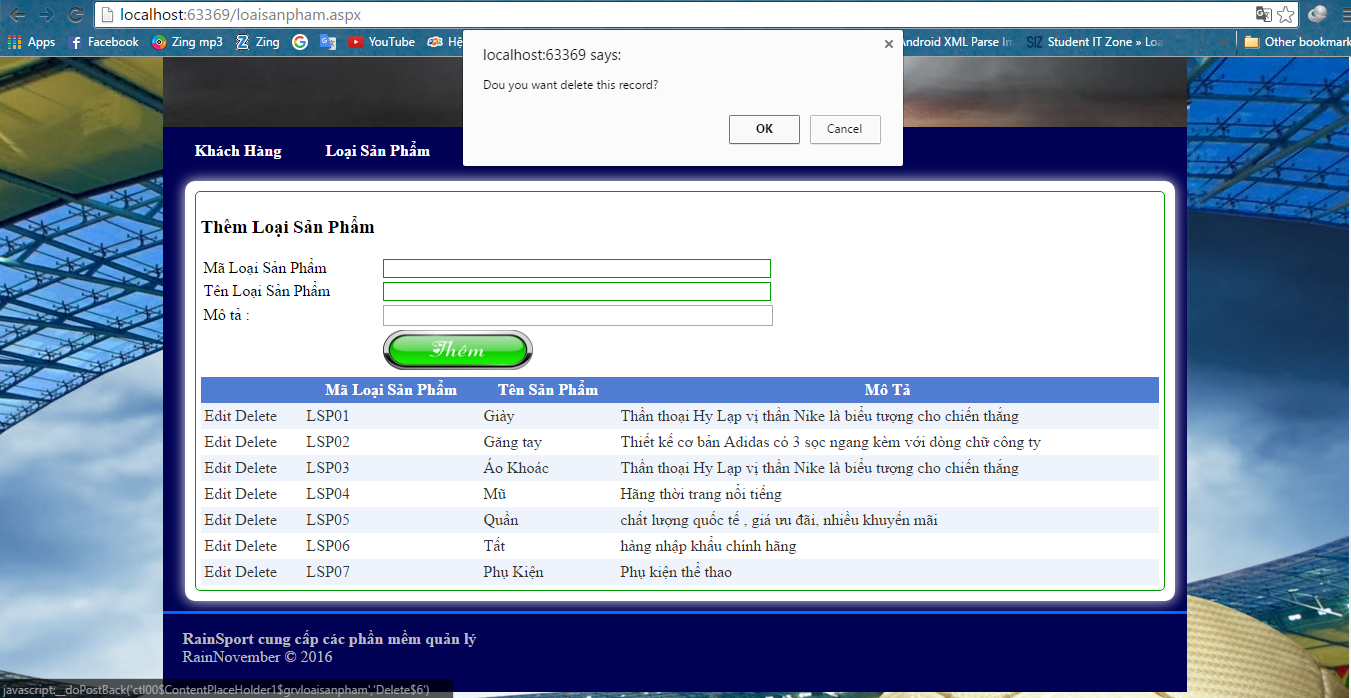 localhost:63369/loaisanpham.aspx
Apps Facebook Zing mp3 Zing YouTube Android XML Parse Student IT Zone » Loa Other bookmark
localhost:63369 says:
Dou you want delete this record?
OK Cancel
Khách Hàng Loại Sản Phẩm
Thêm Loại Sản Phẩm
Mã Loại Sản Phẩm
Tên Loại Sản Phẩm
Mô tả :
Thêm
Mã Loại Sản Phẩm Tên Sản Phẩm Mô Tả
Edit Delete LSP01 Giày Thần thoại Hy Lạp vị thần Nike là biểu tượng cho chiến thắng
Edit Delete LSP02 Găng tay Thiết kế cơ bản Adidas có 3 sọc ngang kèm với dòng chữ công ty
Edit Delete LSP03 Áo Khoác Thần thoại Hy Lạp vị thần Nike là biểu tượng cho chiến thắng
Edit Delete LSP04 Mũ Hãng thời trang nổi tiếng
Edit Delete LSP05 Quần chất lượng quốc tế , giá ưu đãi, nhiều khuyến mãi
Edit Delete LSP06 Tất hàng nhập khẩu chính hãng
Edit Delete LSP07 Phụ Kiện Phụ kiện thể thao
RainSport cung cấp các phần mềm quản lý
RainNovember © 2016
javascript:__doPostBack('ctl00$ContentPlaceHolder1$grvloaisanpham','Delete$6')